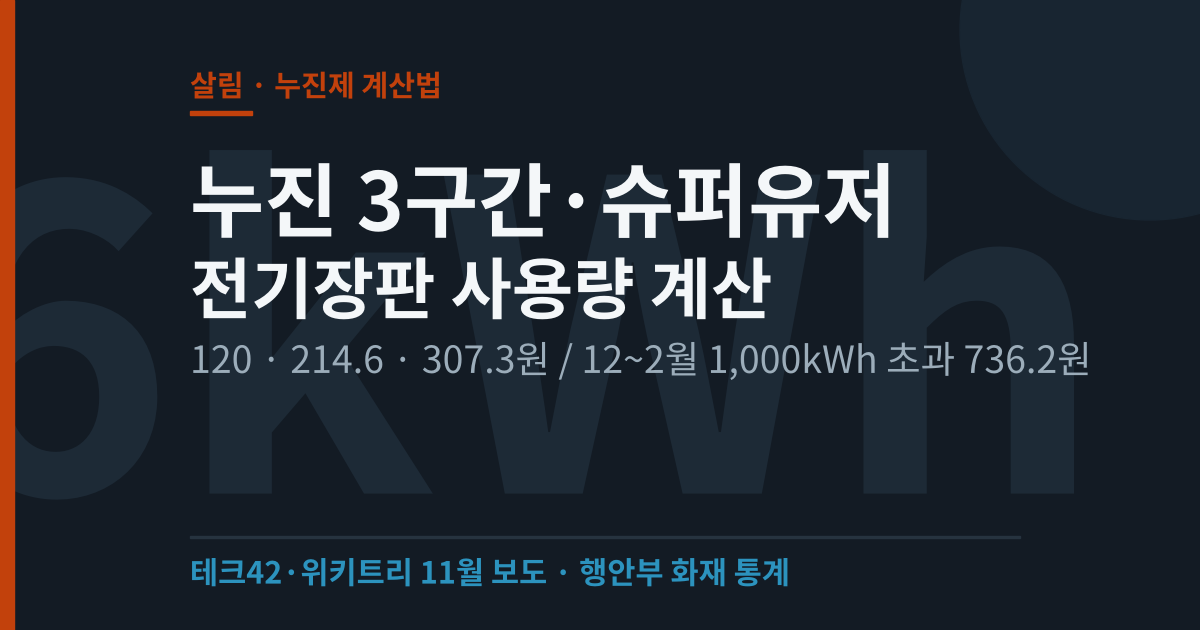 살림 · 누진제 계산법
누진 3구간·슈퍼유저
전기장판 사용량 계산
120 · 214.6 · 307.3원 / 12~2월 1,000kWh 초과 736.2원
6kWh
테크42·위키트리 11월 보도 · 행안부 화재 통계